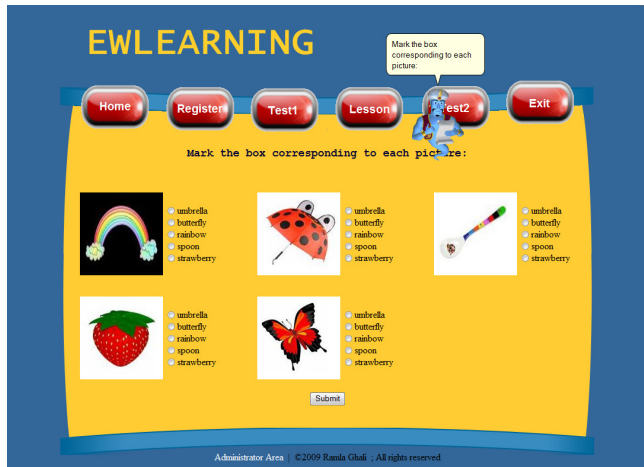 EWLEARNING
Mark the box
corresponding to each
picture:
Home
Register
Test1
Lesson
Test2
Exit
Mark the box corresponding to each picture:
umbrella
butterfly
rainbow
spoon
strawberry
umbrella
butterfly
rainbow
spoon
strawberry
umbrella
butterfly
rainbow
spoon
strawberry
umbrella
butterfly
rainbow
spoon
strawberry
umbrella
butterfly
rainbow
spoon
strawberry
Submit
Administrator Area | ©2009 Ramla Ghali ; All rights reserved